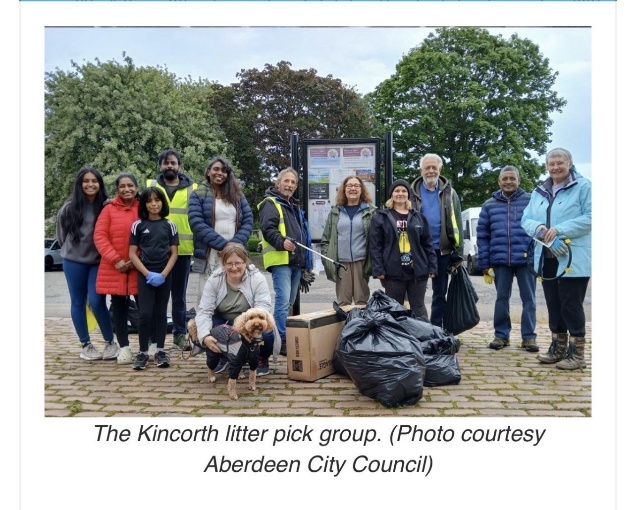 The Kincorth litter pick group. (Photo courtesy
Aberdeen City Council)